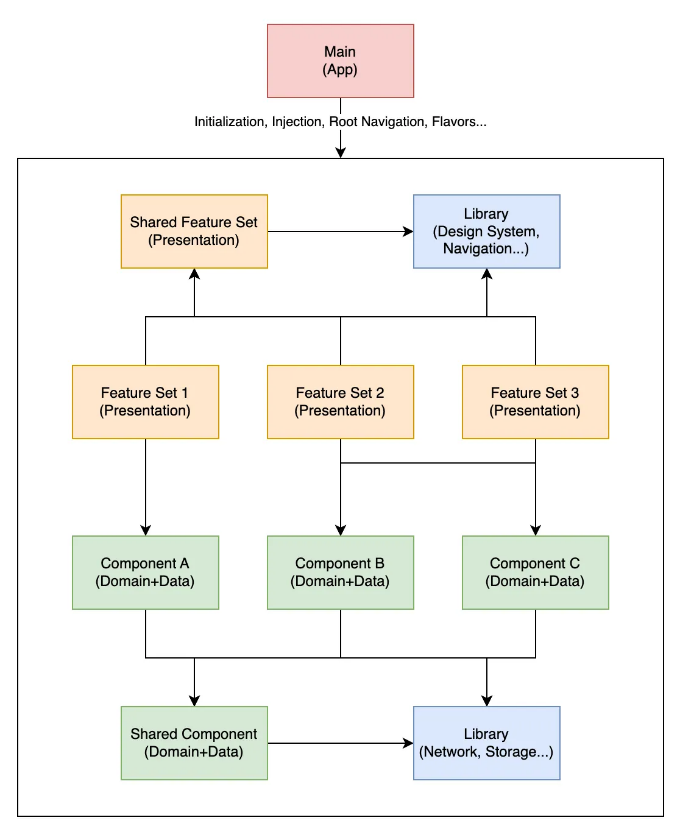 Main
(App)
Initialization, Injection, Root Navigation, Flavors...
Shared Feature Set
(Presentation)
Library
(Design System,
Navigation...)
Feature Set 1
(Presentation)
Feature Set 2
(Presentation)
Feature Set 3
(Presentation)
Component A
(Domain+Data)
Component B
(Domain+Data)
Component C
(Domain+Data)
Shared Component
(Domain+Data)
Library
(Network, Storage...)